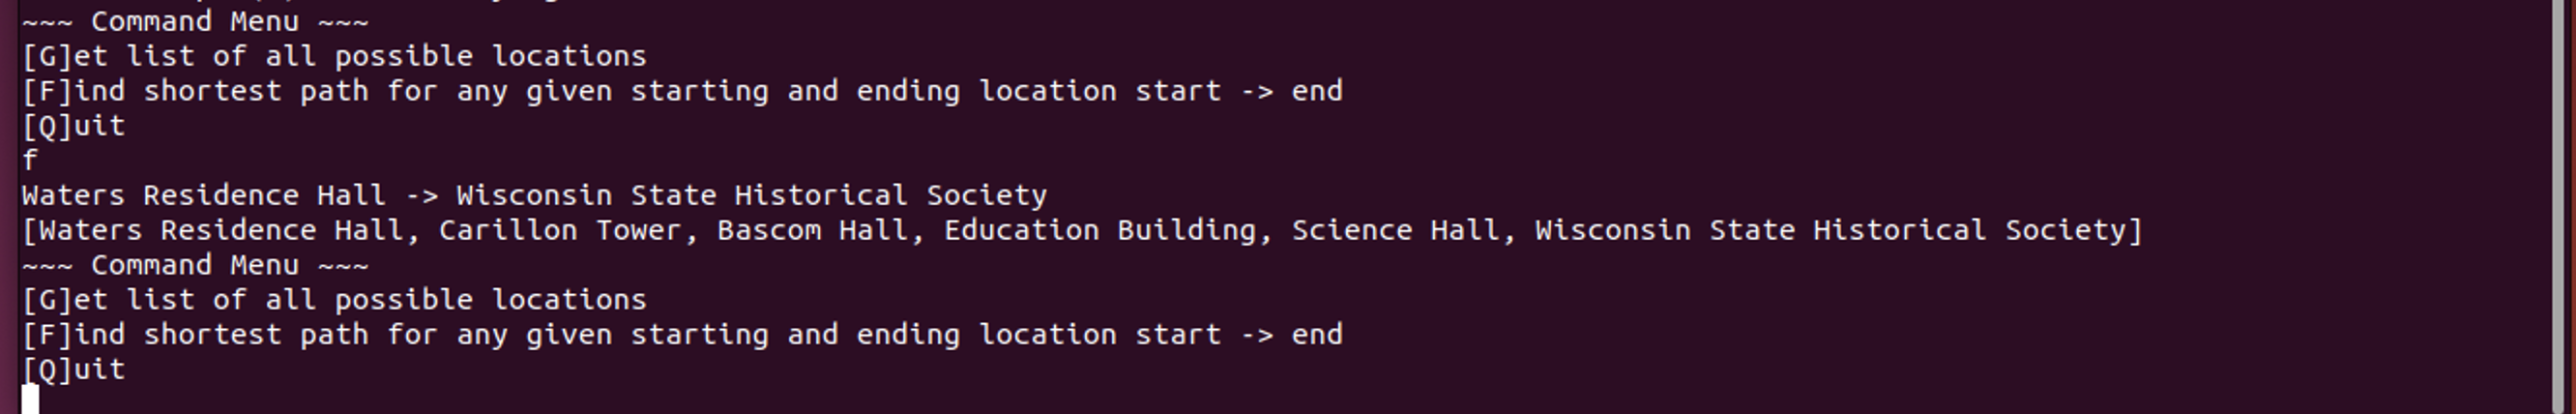 ~~~ Command Menu ~~~
[G]et list of all possible locations
[F]ind shortest path for any given starting and ending location start -> end
[Q]uit
f
Waters Residence Hall -> Wisconsin State Historical Society
[Waters Residence Hall, Carillon Tower, Bascom Hall, Education Building, Science Hall, Wisconsin State Historical Society]
~~~ Command Menu ~~~
[G]et list of all possible locations
[F]ind shortest path for any given starting and ending location start -> end
[Q]uit